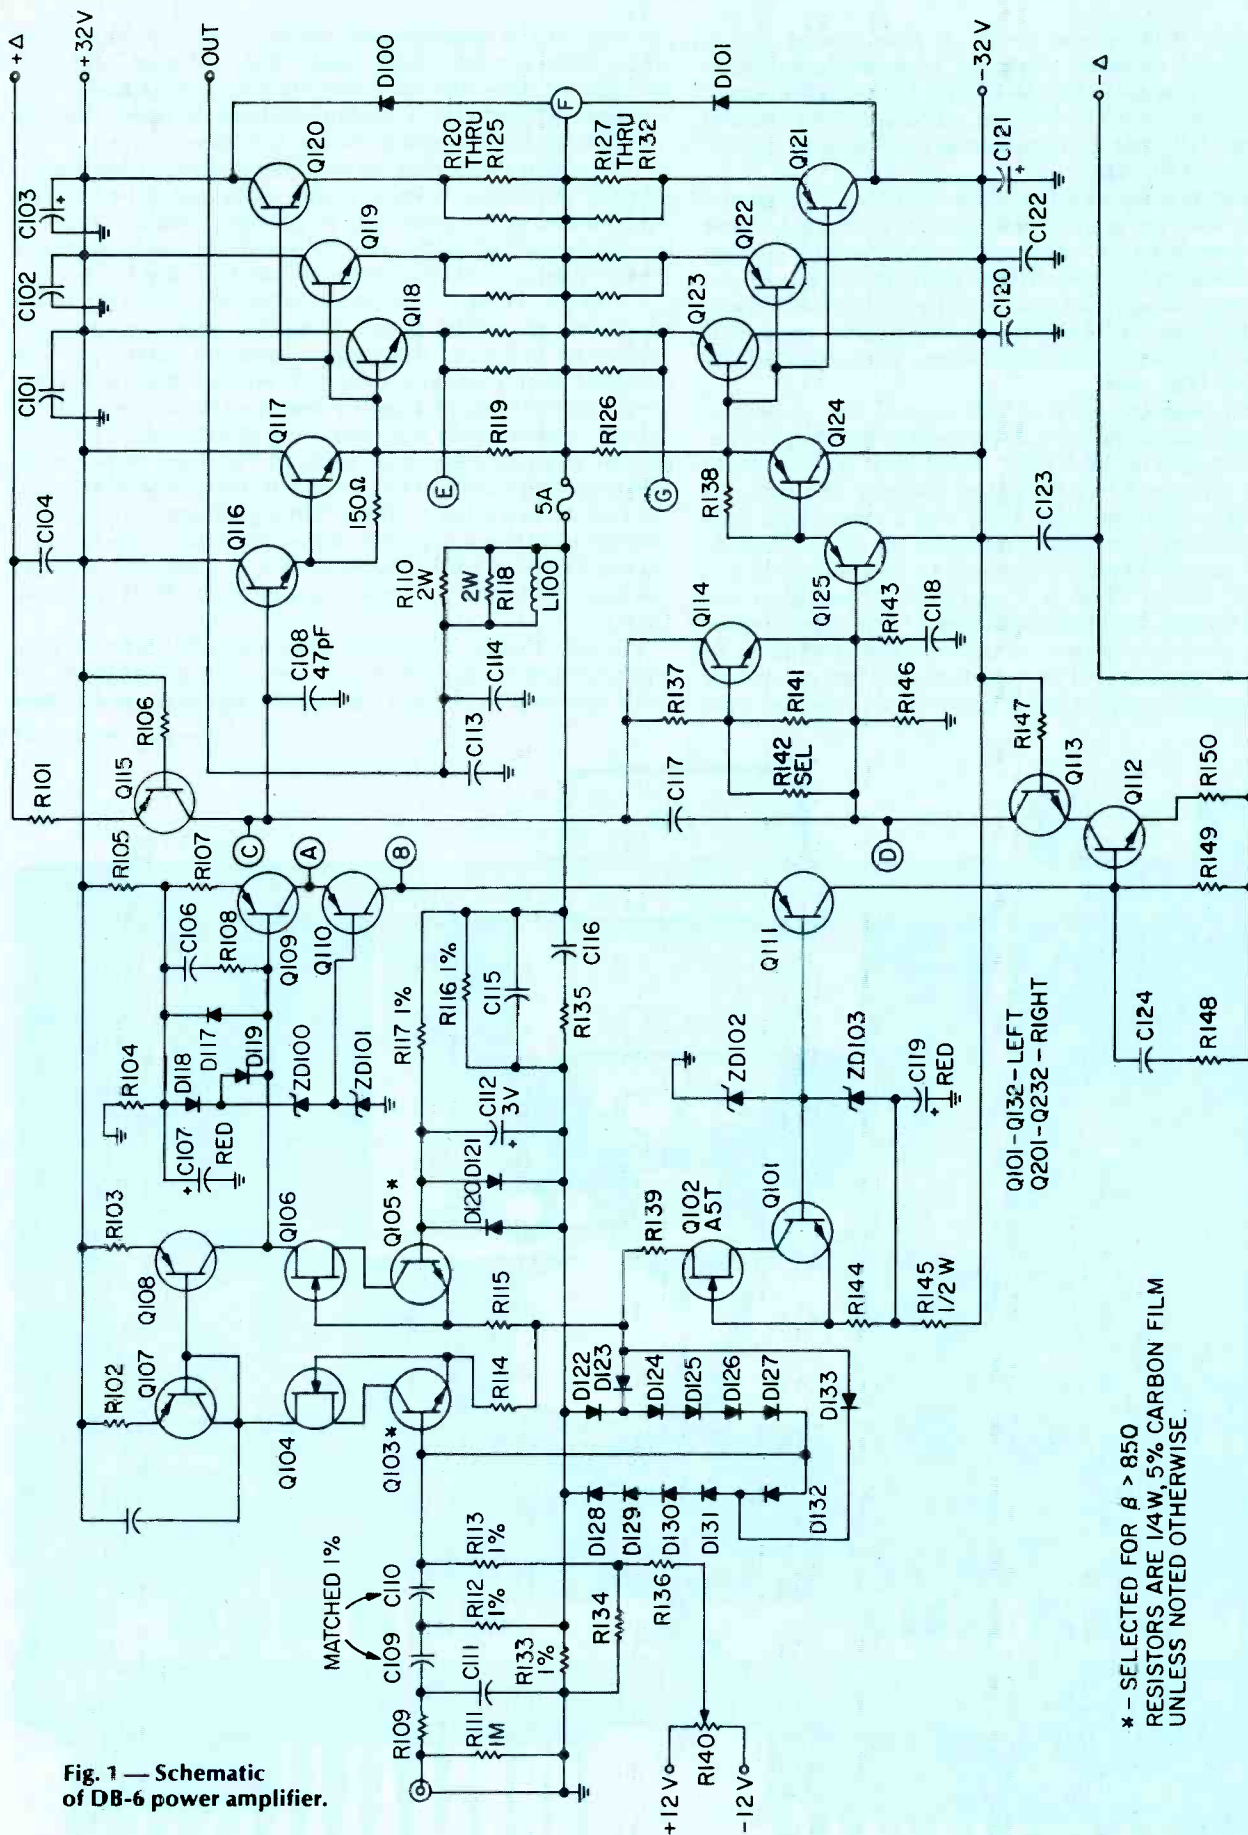 +Δ
+32V
OUT
C103
C102
C101
C104
Q120
Q119
Q118
Q117
Q116
D100
D101
R120
THRU
R125
R127
THRU
R132
F
R119
R126
E
G
150Ω
5A
R110
2W
2W
R118
L100
C108
47pF
C114
C113
R101
Q115
R106
Q121
Q122
Q123
Q124
Q125
R138
-32V
-Δ
C121
C122
C120
C123
Q114
R137
R141
R142
SEL
C117
R143
C118
R146
R147
Q113
Q112
R150
R149
C124
R148
C
A
B
D
R105
R107
C106
R108
Q109
Q110
D117
D119
D118
ZD100
ZD101
R104
C107
RED
R103
Q108
R102
Q107
Q106
Q104
Q105*
Q103*
R117 1%
R116 1%
C115
C116
R135
C112
3V
D121
D120
R115
R114
Q111
ZD102
ZD103
C119
RED
R139
Q102
A5T
Q101
R144
R145
1/2 W
D122
D123
D124
D125
D126
D127
D133
D128
D129
D130
D131
D132
MATCHED 1%
C109
C110
R113
1%
R112
1%
R133
1%
C111
R109
R111
1M
R134
R136
+12V
R140
-12V
Q101-Q132-LEFT
Q201-Q232-RIGHT
*-SELECTED FOR β > 850
RESISTORS ARE 1/4W, 5% CARBON FILM
UNLESS NOTED OTHERWISE.
Fig. 1 — Schematic
of DB-6 power amplifier.